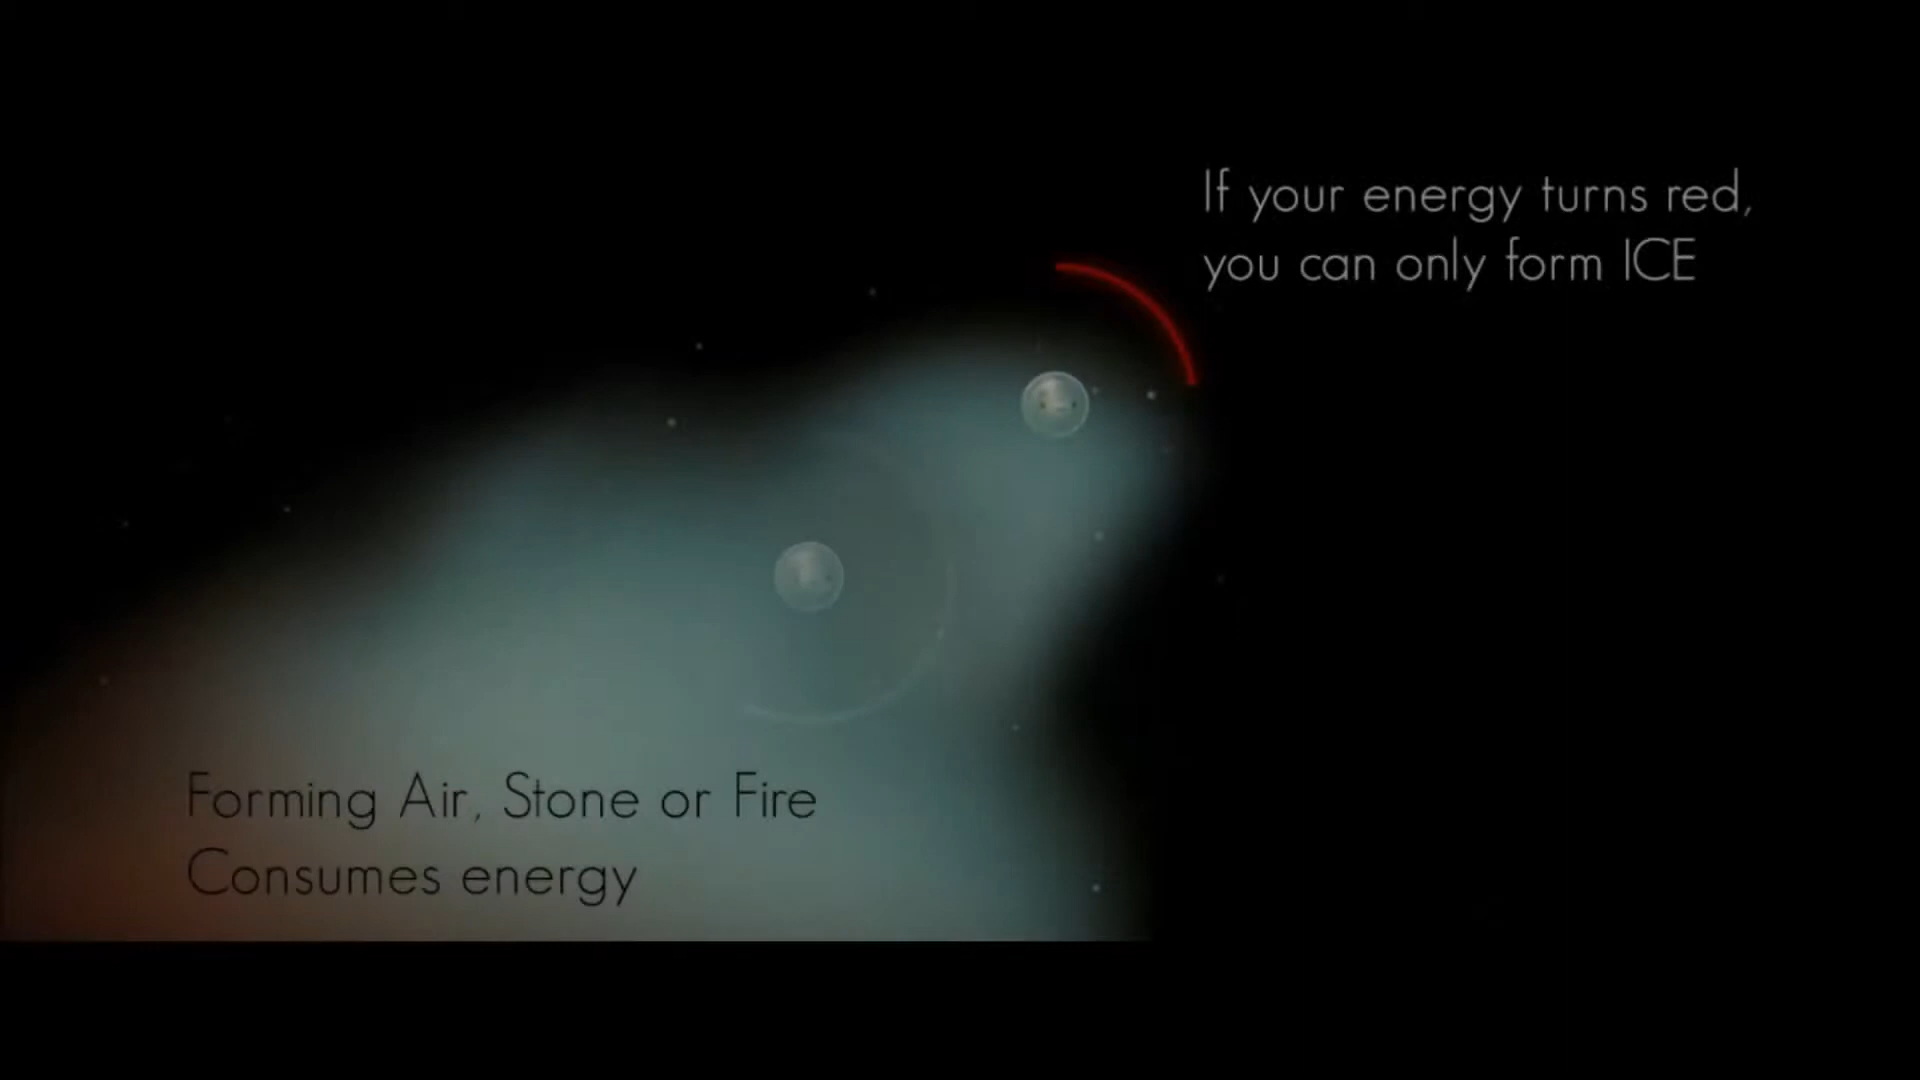 If your energy turns red,
you can only form ICE
Forming Air, Stone or Fire
Consumes energy